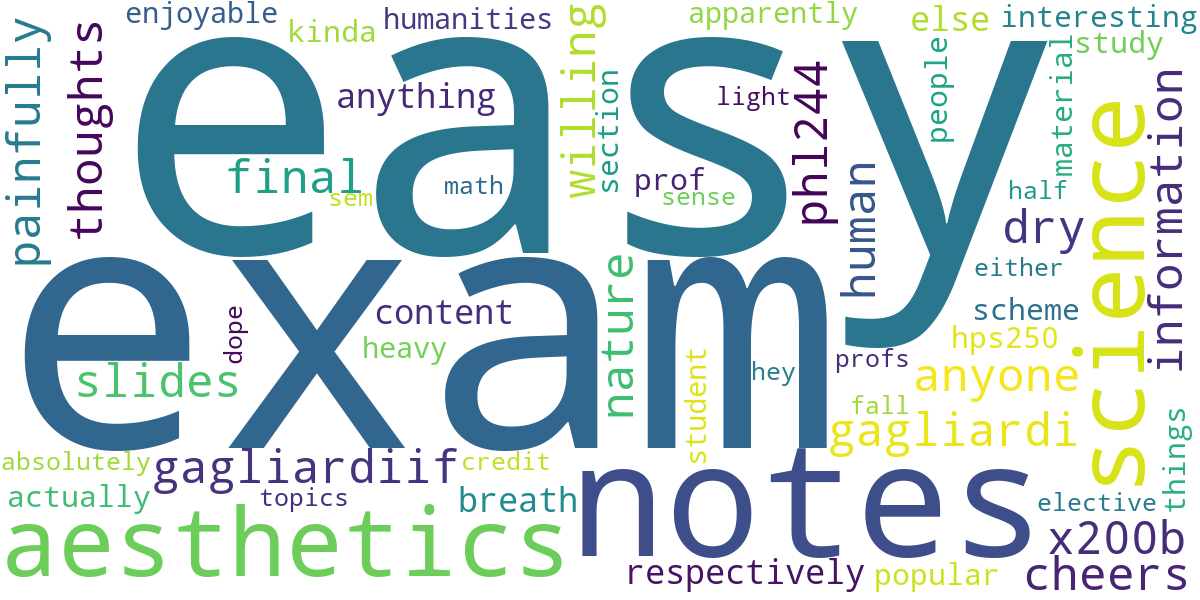 enjoyable
humanities
apparently
else
interesting
kinda
painfully
thoughts
easy
willing
section
light
phl244
people
material
study
anything
final
sem
math
prof
sense
human
half
dry
science
information
either
exam
nature
content
heavy
dope
slides
student
hey
profs
scheme
hps250
anyone
fall
gagliardi
things
absolutely
gagliardiif
credit
actually
topics
breath
notes
elective
x200b
aesthetics
respectively
popular
cheers